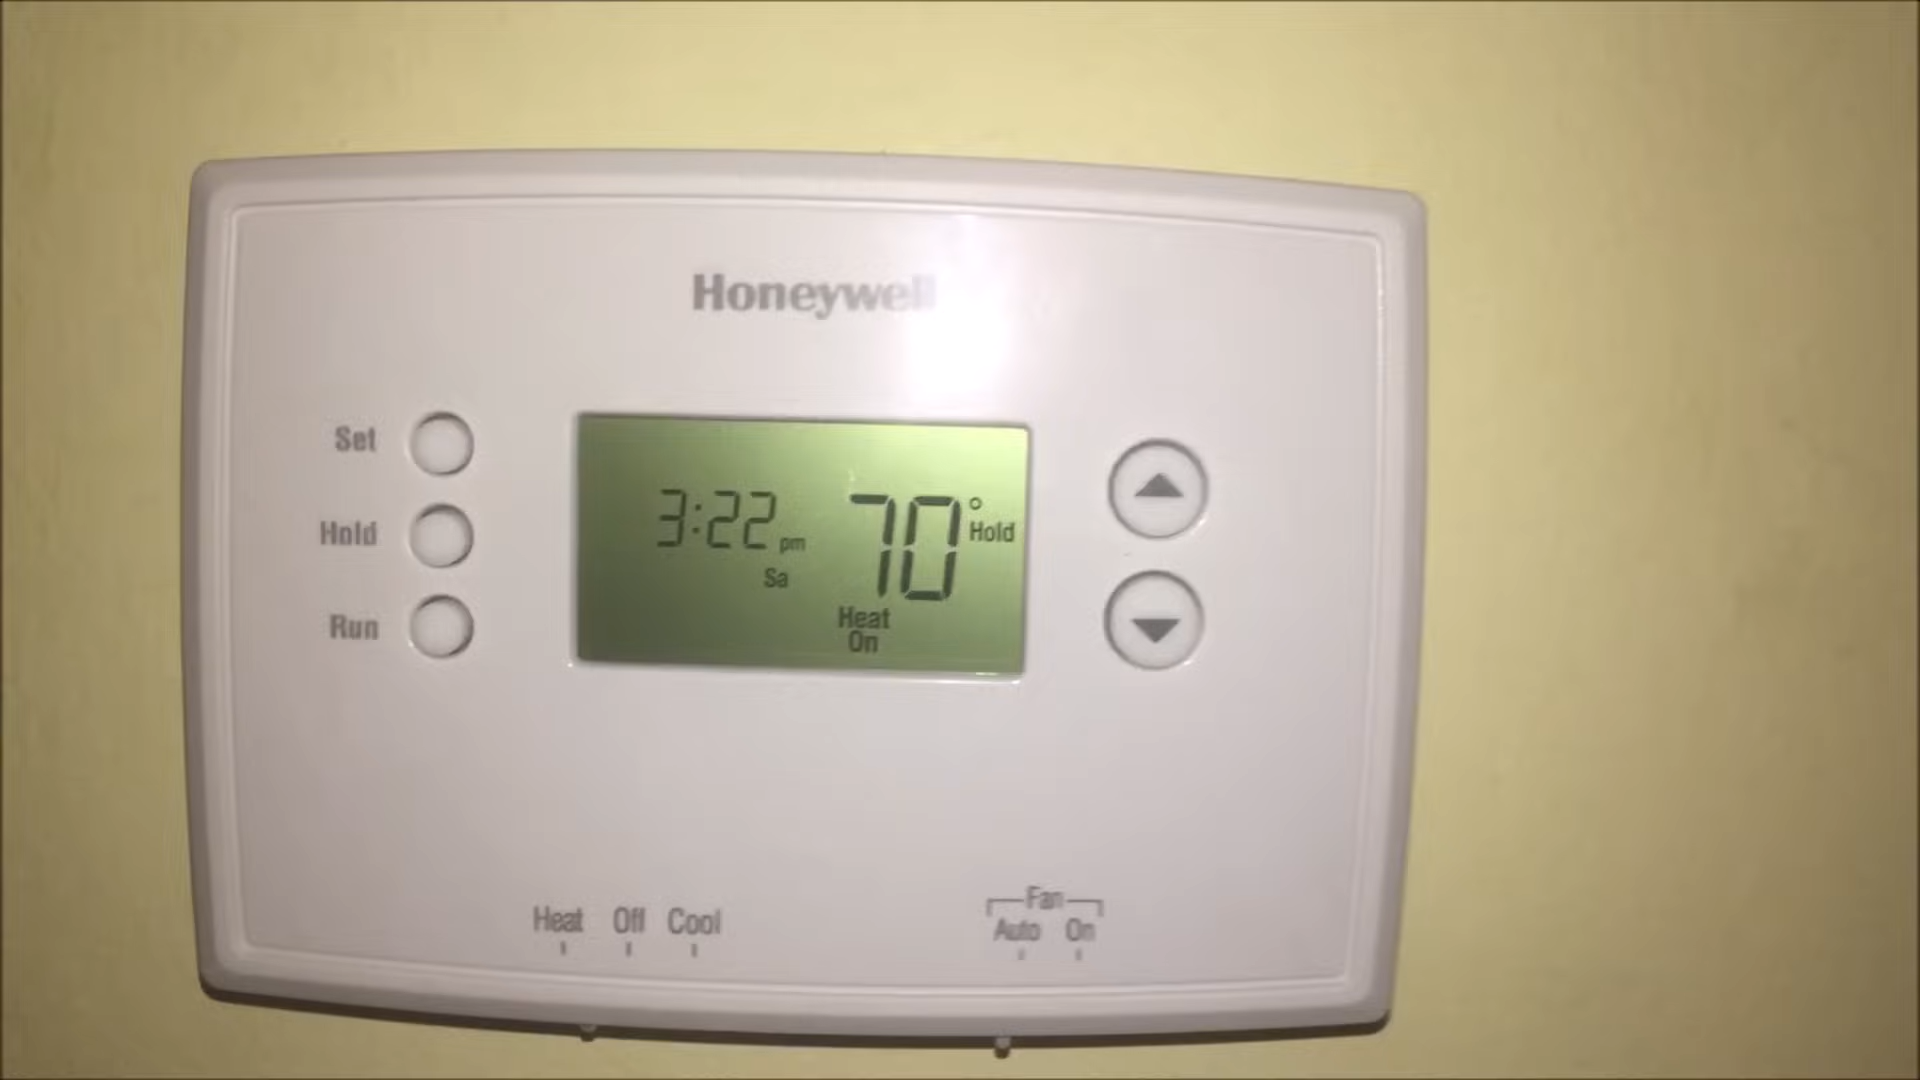 Honeywell
Set
Hold
Run
3:22 pm
Sa
70° Hold
Heat
On
Heat Off Cool
Fan
Auto On